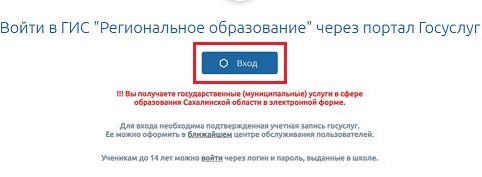 Войти в ГИС "Региональное образование" через портал Госуслуг
Вход
!!! Вы получаете государственные (муниципальные) услуги в сфере
образования Сахалинской области в электронной форме.
Для входа необходима подтвержденная учетная запись госуслуг.
Ее можно оформить в ближайшем центре обслуживания пользователей.
Ученикам до 14 лет можно войти через логин и пароль, выданные в школе.